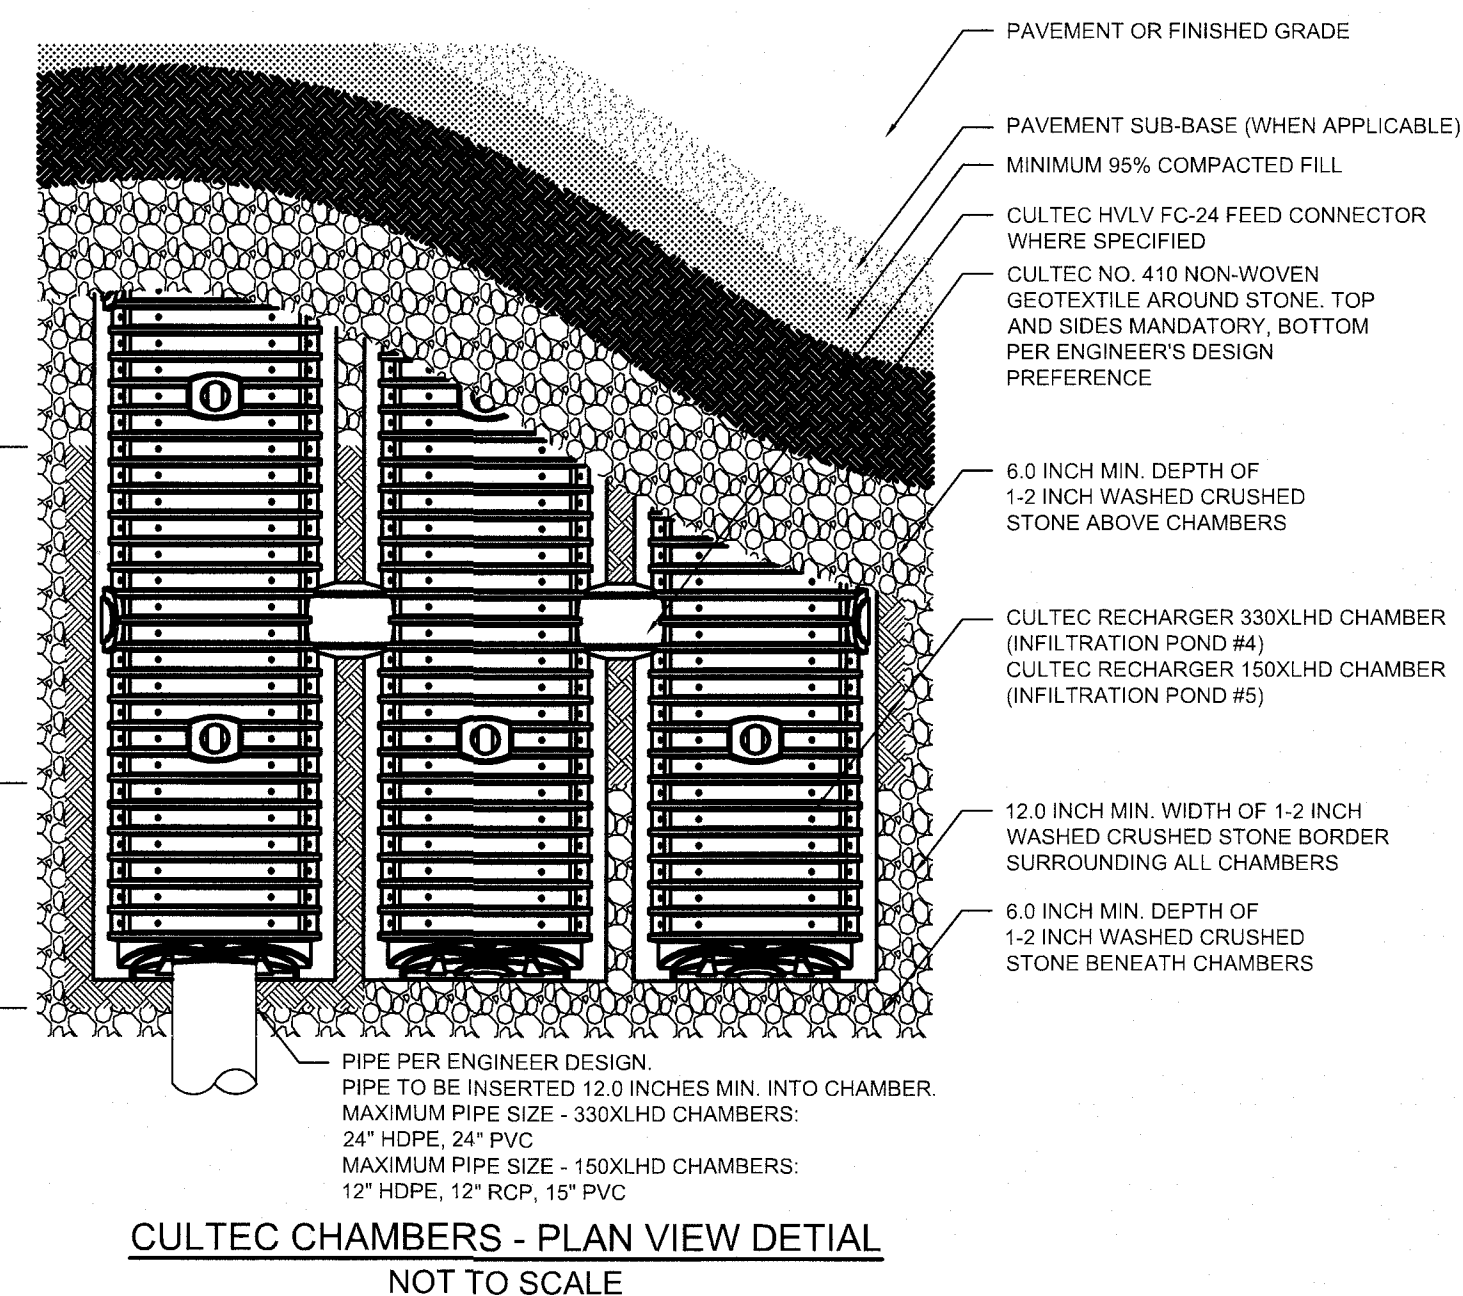 PAVEMENT OR FINISHED GRADE
PAVEMENT SUB-BASE (WHEN APPLICABLE)
MINIMUM 95% COMPACTED FILL
CULTEC HVLV FC-24 FEED CONNECTOR
WHERE SPECIFIED
CULTEC NO. 410 NON-WOVEN
GEOTEXTILE AROUND STONE. TOP
AND SIDES MANDATORY, BOTTOM
PER ENGINEER'S DESIGN
PREFERENCE
6.0 INCH MIN. DEPTH OF
1-2 INCH WASHED CRUSHED
STONE ABOVE CHAMBERS
CULTEC RECHARGER 330XLHD CHAMBER
(INFILTRATION POND #4)
CULTEC RECHARGER 150XLHD CHAMBER
(INFILTRATION POND #5)
12.0 INCH MIN. WIDTH OF 1-2 INCH
WASHED CRUSHED STONE BORDER
SURROUNDING ALL CHAMBERS
6.0 INCH MIN. DEPTH OF
1-2 INCH WASHED CRUSHED
STONE BENEATH CHAMBERS
PIPE PER ENGINEER DESIGN.
PIPE TO BE INSERTED 12.0 INCHES MIN. INTO CHAMBER.
MAXIMUM PIPE SIZE - 330XLHD CHAMBERS:
24" HDPE, 24" PVC
MAXIMUM PIPE SIZE - 150XLHD CHAMBERS:
12" HDPE, 12" RCP, 15" PVC
CULTEC CHAMBERS - PLAN VIEW DETIAL
NOT TO SCALE